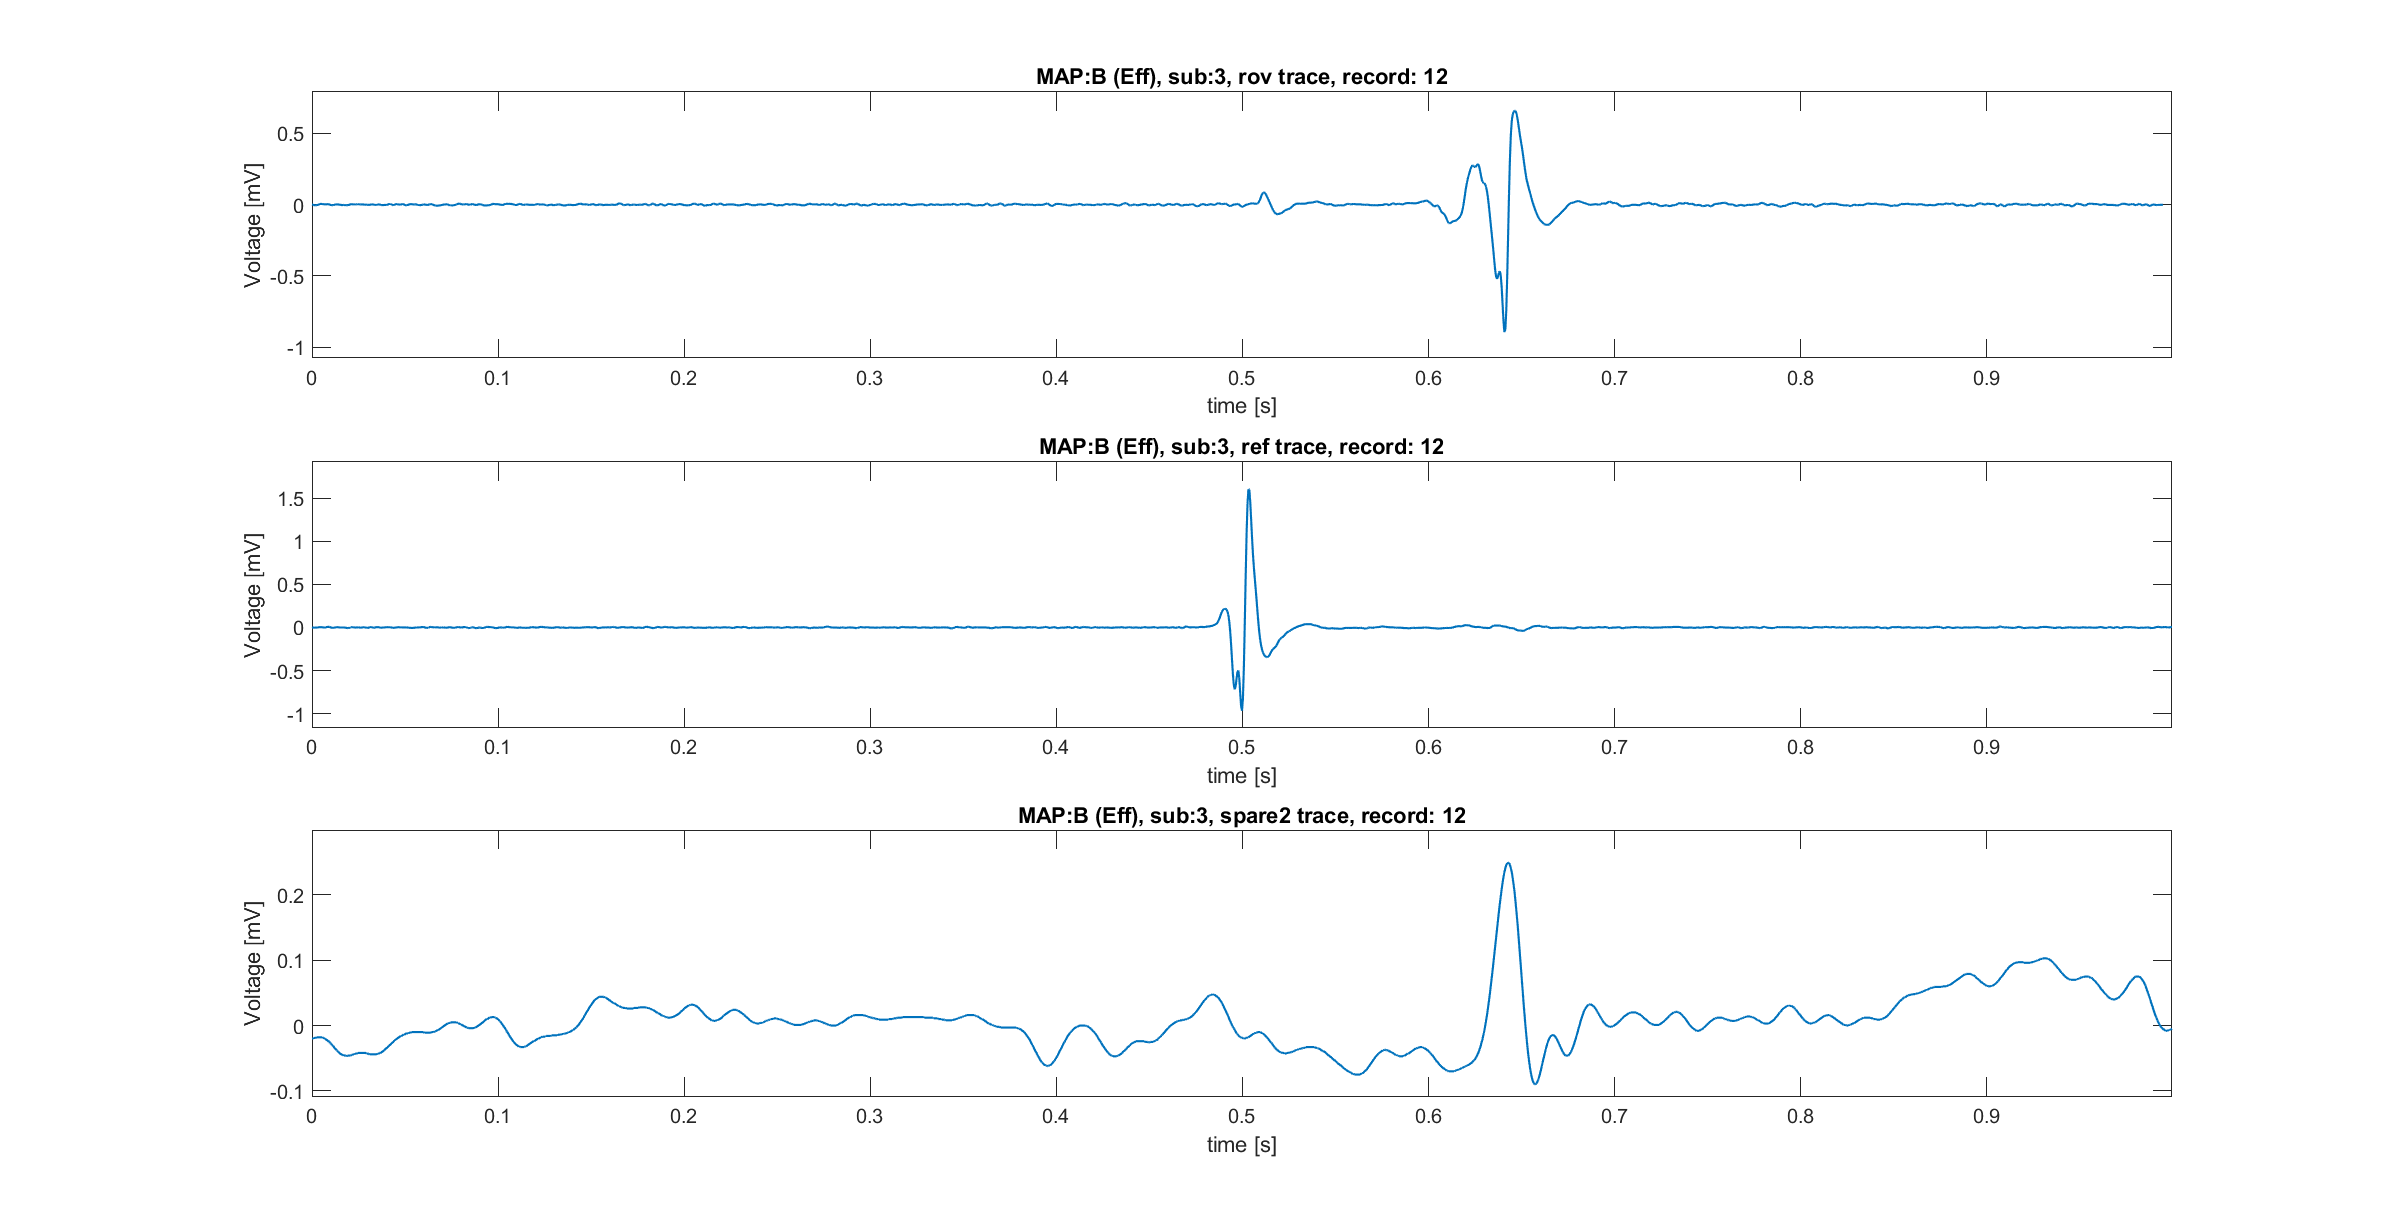 MAP:B (Eff), sub:3, rov trace, record: 12
Voltage [mV]
0.5
0
-0.5
-1
0 0.1 0.2 0.3 0.4 0.5 0.6 0.7 0.8 0.9
time [s]
MAP:B (Eff), sub:3, ref trace, record: 12
Voltage [mV]
1.5
1
0.5
0
-0.5
-1
0 0.1 0.2 0.3 0.4 0.5 0.6 0.7 0.8 0.9
time [s]
MAP:B (Eff), sub:3, spare2 trace, record: 12
Voltage [mV]
0.2
0.1
0
-0.1
0 0.1 0.2 0.3 0.4 0.5 0.6 0.7 0.8 0.9
time [s]